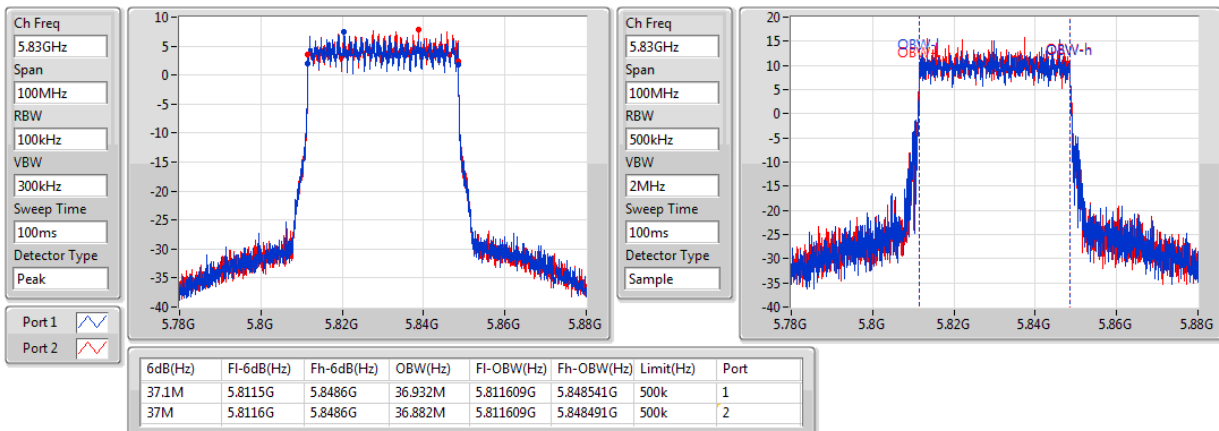 Ch Freq
5.83GHz
Span
100MHz
RBW
100kHz
VBW
300kHz
Sweep Time
100ms
Detector Type
Peak
Port 1
Port 2
10
5
0
-5
-10
-15
-20
-25
-30
-35
-40
5.78G 5.8G 5.82G 5.84G 5.86G 5.88G
Ch Freq
5.83GHz
Span
100MHz
RBW
500kHz
VBW
2MHz
Sweep Time
100ms
Detector Type
Sample
20
15
10
5
0
-5
-10
-15
-20
-25
-30
-35
-40
OBW-h
5.78G 5.8G 5.82G 5.84G 5.86G 5.88G
6dB(Hz) Fl-6dB(Hz) Fh-6dB(Hz) OBW(Hz) Fl-OBW(Hz) Fh-OBW(Hz) Limit(Hz) Port
37.1M 5.8115G 5.8486G 36.932M 5.811609G 5.848541G 500k 1
37M 5.8116G 5.8486G 36.882M 5.811609G 5.848491G 500k 2